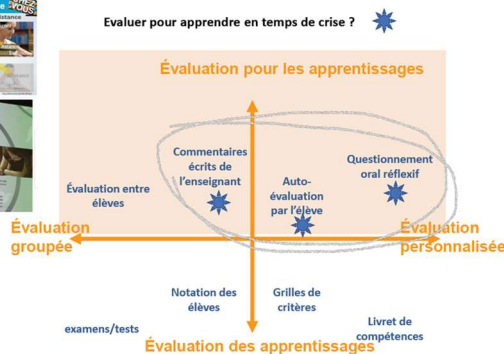 Evaluer pour apprendre en temps de crise ?
Évaluation pour les apprentissages
Commentaires
écrits de
l'enseignant
Questionnement
oral réflexif
Auto-
évaluation
par l'élève
Évaluation entre
élèves
Évaluation
groupée
Évaluation
personnalisée
Notation des
élèves
Grilles de
critères
Livret de
compétences
examens/tests
Évaluation des apprentissages